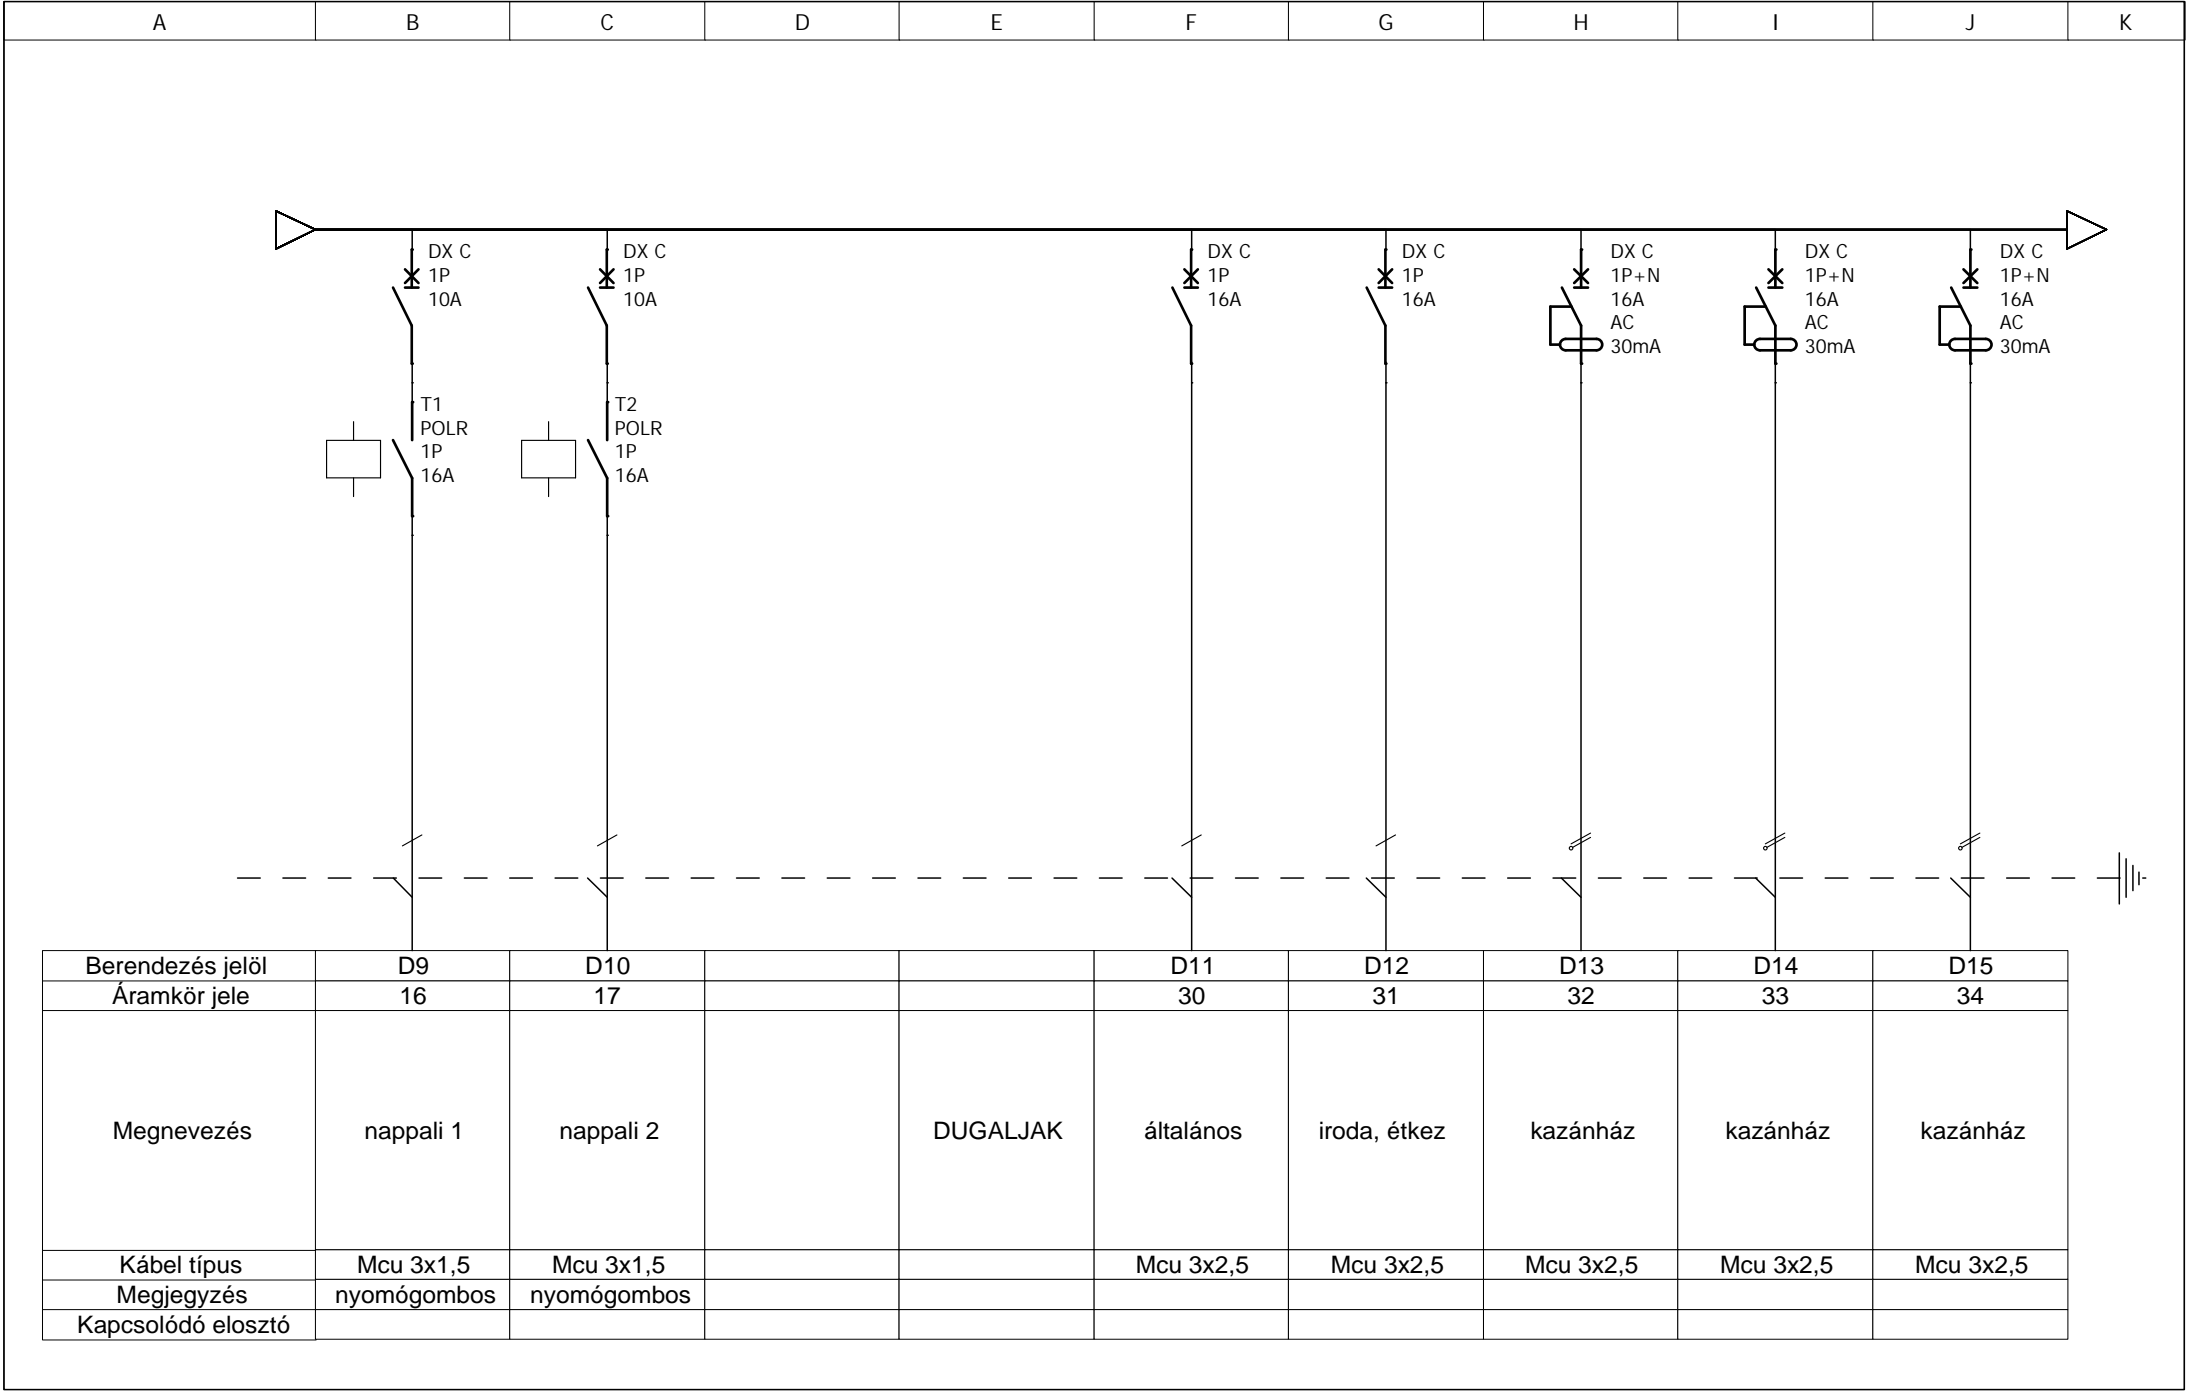 A B C D E F G H I J K
DX C
1P
10A
DX C
1P
10A
DX C
1P
16A
DX C
1P
16A
DX C
1P+N
16A
AC
30mA
DX C
1P+N
16A
AC
30mA
DX C
1P+N
16A
AC
30mA
T1
POLR
1P
16A
T2
POLR
1P
16A
Berendezés jelöl D9 D10 D11 D12 D13 D14 D15
Áramkör jele 16 17 30 31 32 33 34
Megnevezés nappali 1 nappali 2 DUGALJAK általános iroda, étkez kazánház kazánház kazánház
Kábel típus Mcu 3x1,5 Mcu 3x1,5 Mcu 3x2,5 Mcu 3x2,5 Mcu 3x2,5 Mcu 3x2,5 Mcu 3x2,5
Megjegyzés nyomógombos nyomógombos
Kapcsolódó elosztó